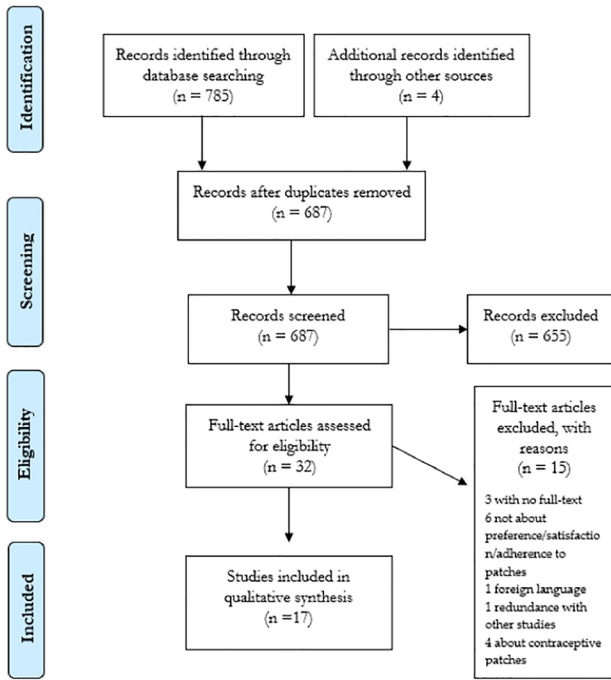 Identification
Records identified through
database searching
(n = 785)
Additional records identified
through other sources
(n = 4)
Records after duplicates removed
(n = 687)
Screening
Records screened
(n = 687)
Records excluded
(n = 655)
Eligibility
Full-text articles assessed
for eligibility
(n = 32)
Full-text articles
excluded, with
reasons
(n = 15)
3 with no full-text
6 not about
preference/satisfactio
n/adherence to
patches
1 foreign language
1 redundance with
other studies
4 about contraceptive
patches
Included
Studies included in
qualitative synthesis
(n =17)